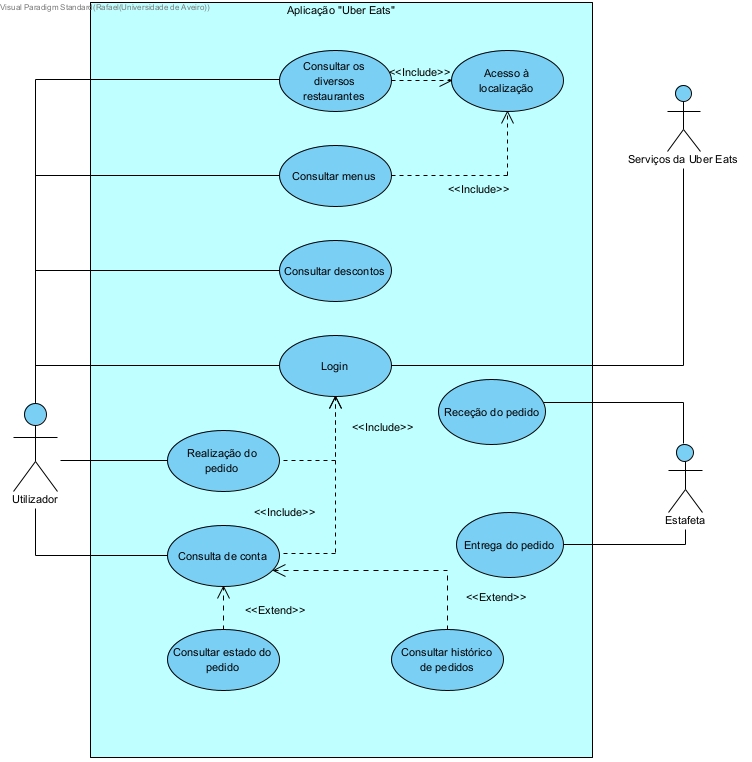 Visual Paradigm Standard(Rafael(Universidade de Aveiro))
Aplicação "Uber Eats"
Consultar os
diversos
restaurantes
<<Include>>
Acesso à
localização
Serviços da Uber Eats
Consultar menus
<<Include>>
Consultar descontos
Login
Receção do pedido
<<Include>>
Realização do
pedido
Utilizador
<<Include>>
Estafeta
Entrega do pedido
Consulta de conta
<<Extend>>
<<Extend>>
Consultar estado do
pedido
Consultar histórico
de pedidos